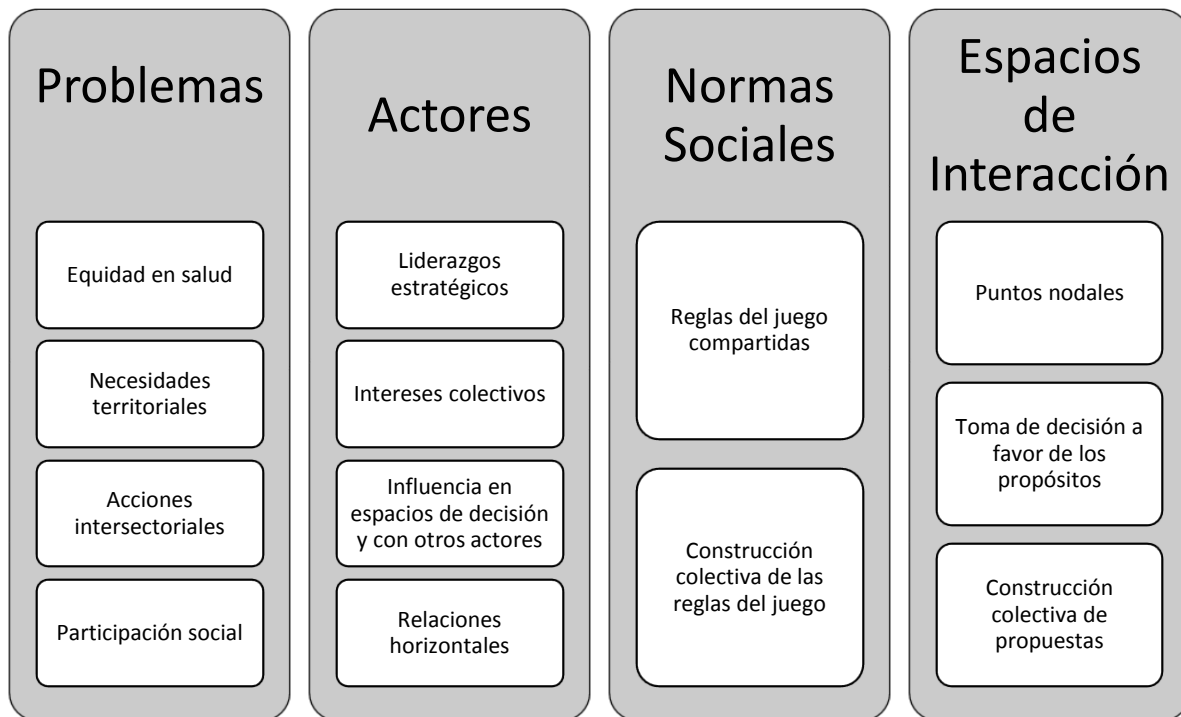 Problemas
Equidad en salud
Necesidades
territoriales
Acciones
intersectoriales
Participación social
Actores
Liderazgos
estratégicos
Intereses colectivos
Influencia en
espacios de decisión
y con otros actores
Relaciones
horizontales
Normas
Sociales
Reglas del juego
compartidas
Construcción
colectiva de las
reglas del juego
Espacios
de
Interacción
Puntos nodales
Toma de decisión a
favor de los
propósitos
Construcción
colectiva de
propuestas